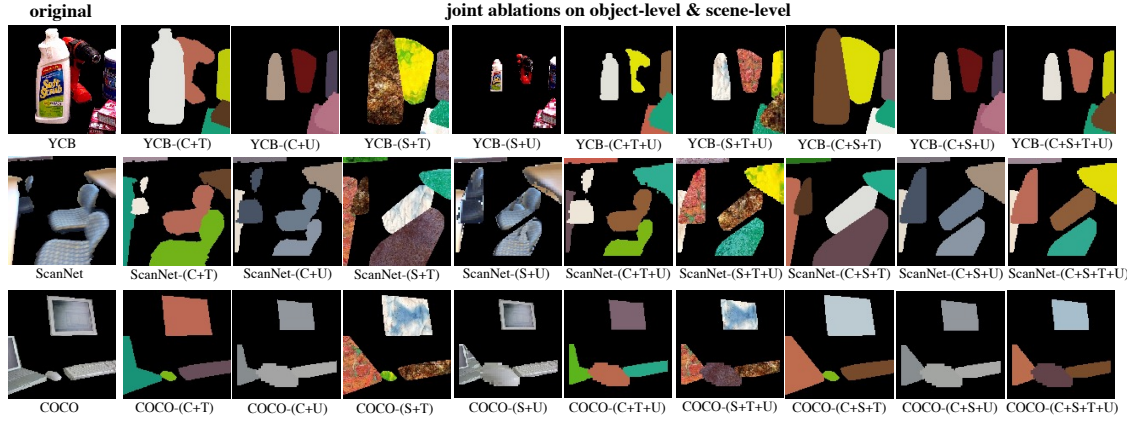 original
joint ablations on object-level & scene-level
Soft
Scrub
YCB YCB-(C+T) YCB-(C+U) YCB-(S+T) YCB-(S+U) YCB-(C+T+U) YCB-(S+T+U) YCB-(C+S+T) YCB-(C+S+U) YCB-(C+S+T+U)
ScanNet ScanNet-(C+T) ScanNet-(C+U) ScanNet-(S+T) ScanNet-(S+U) ScanNet-(C+T+U) ScanNet-(S+T+U) ScanNet-(C+S+T) ScanNet-(C+S+U) ScanNet-(C+S+T+U)
COCO COCO-(C+T) COCO-(C+U) COCO-(S+T) COCO-(S+U) COCO-(C+T+U) COCO-(S+T+U) COCO-(C+S+T) COCO-(C+S+U) COCO-(C+S+T+U)